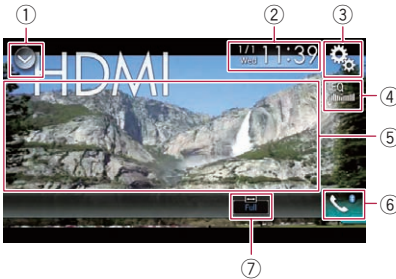 ① ② ③
HDMI
1/1
Wed 11:39
EQ
④
⑤
⑥
Full
⑦